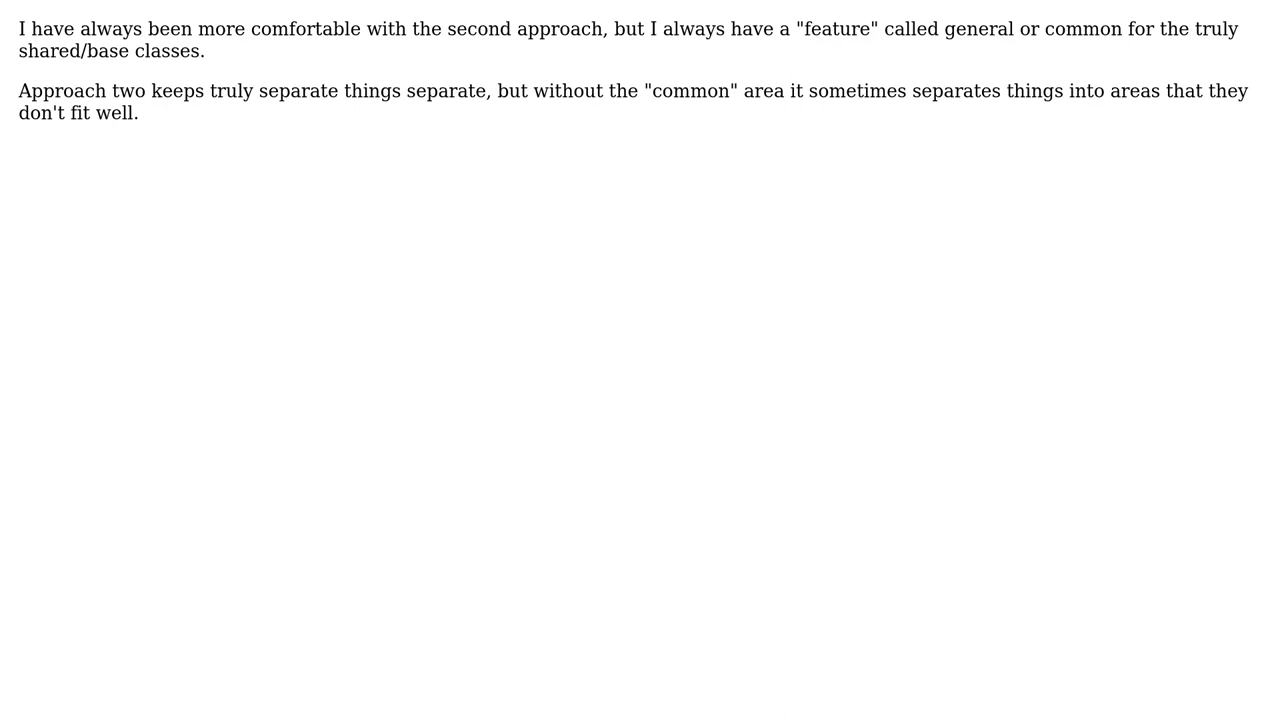 I have always been more comfortable with the second approach, but I always have a "feature" called general or common for the truly
shared/base classes.
Approach two keeps truly separate things separate, but without the "common" area it sometimes separates things into areas that they
don't fit well.